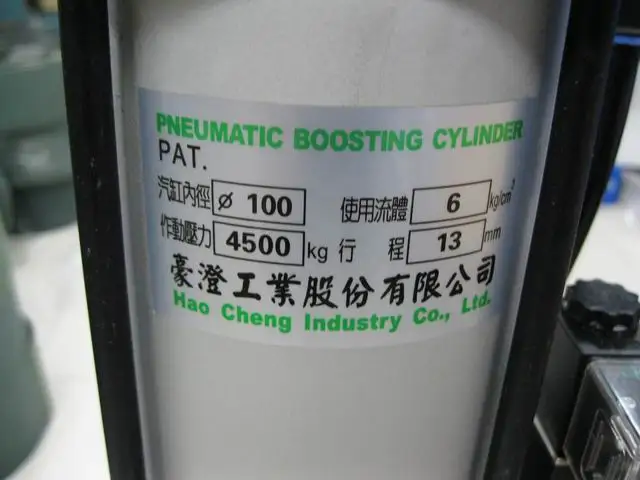 PNEUMATIC BOOSTING CYLINDER
PAT.
汽缸內徑 ø 100 使用流體 6 kg/cm²
作動壓力 4500 kg 行程 13 mm
豪澄工業股份有限公司
Hao Cheng Industry Co., Ltd.